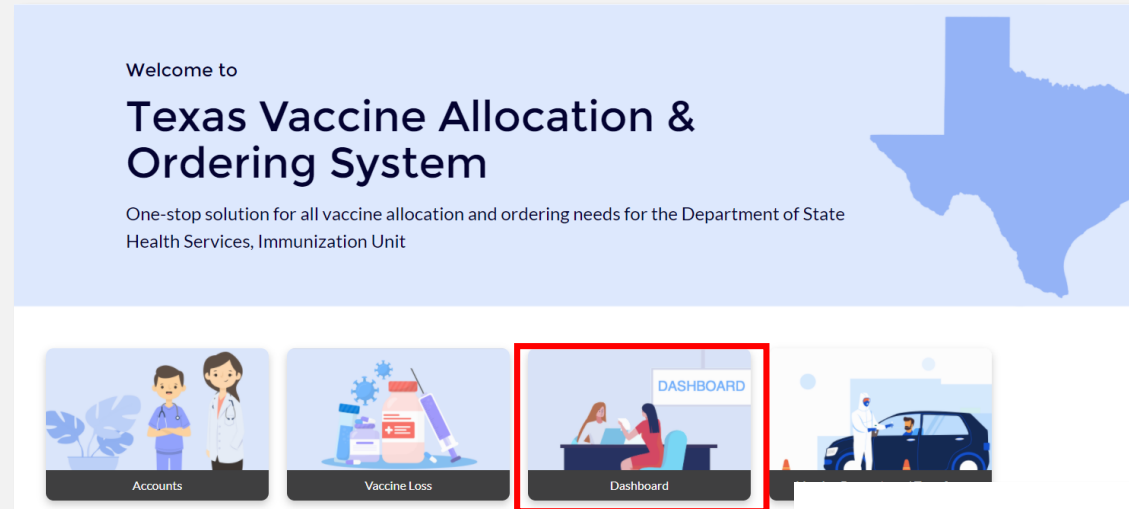 Welcome to
Texas Vaccine Allocation &
Ordering System
One-stop solution for all vaccine allocation and ordering needs for the Department of State
Health Services, Immunization Unit
DASHBOARD
Accounts
Vaccine Loss
Dashboard